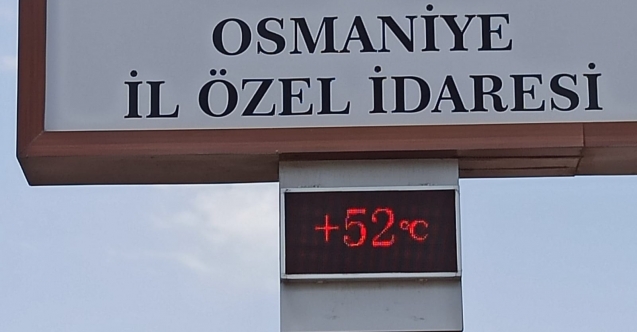 OSMANİYE
İL ÖZEL İDARESİ
+52°C